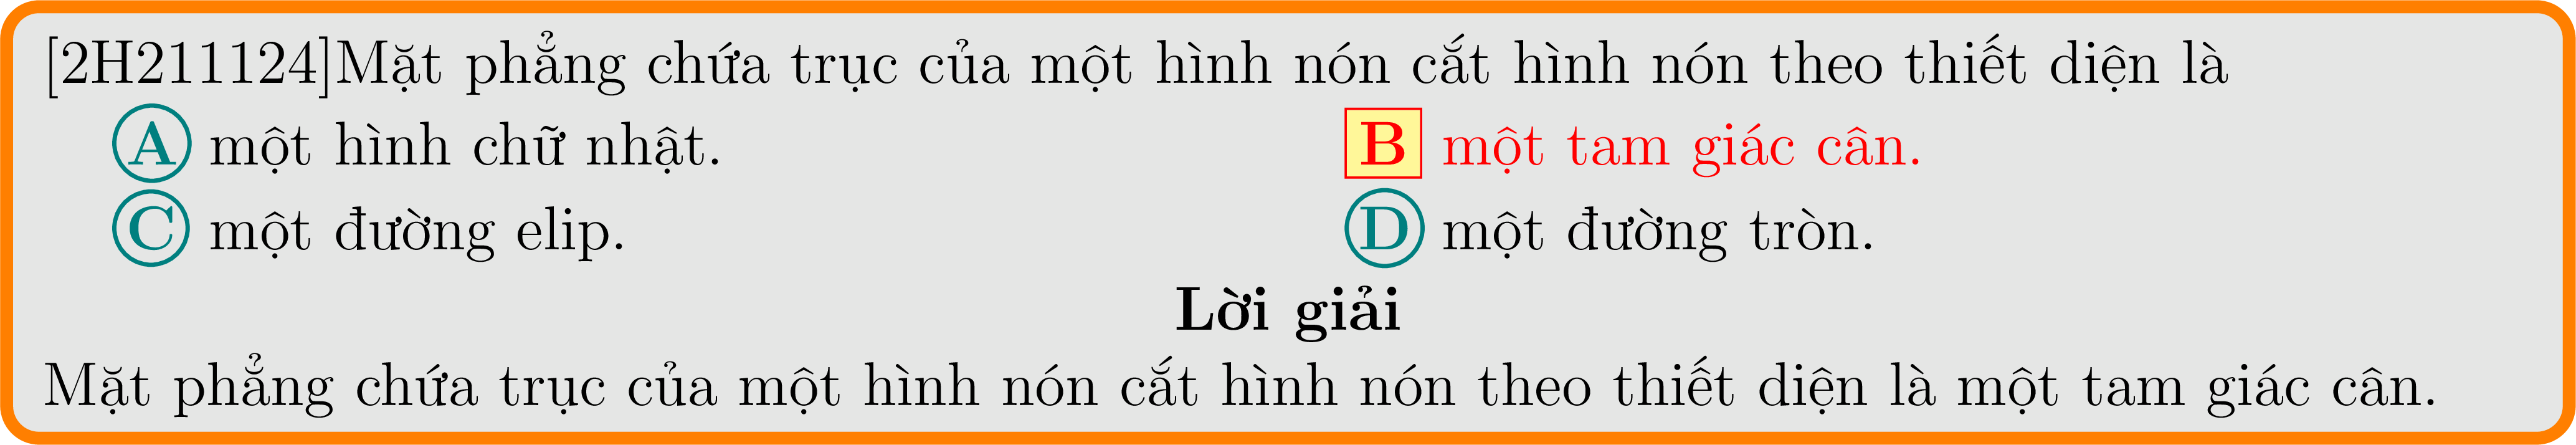 [2H211124]Mặt phẳng chứa trục của một hình nón cắt hình nón theo thiết diện là
A một hình chữ nhật. B một tam giác cân.
C một đường elip. D một đường tròn.
Lời giải
Mặt phẳng chứa trục của một hình nón cắt hình nón theo thiết diện là một tam giác cân.